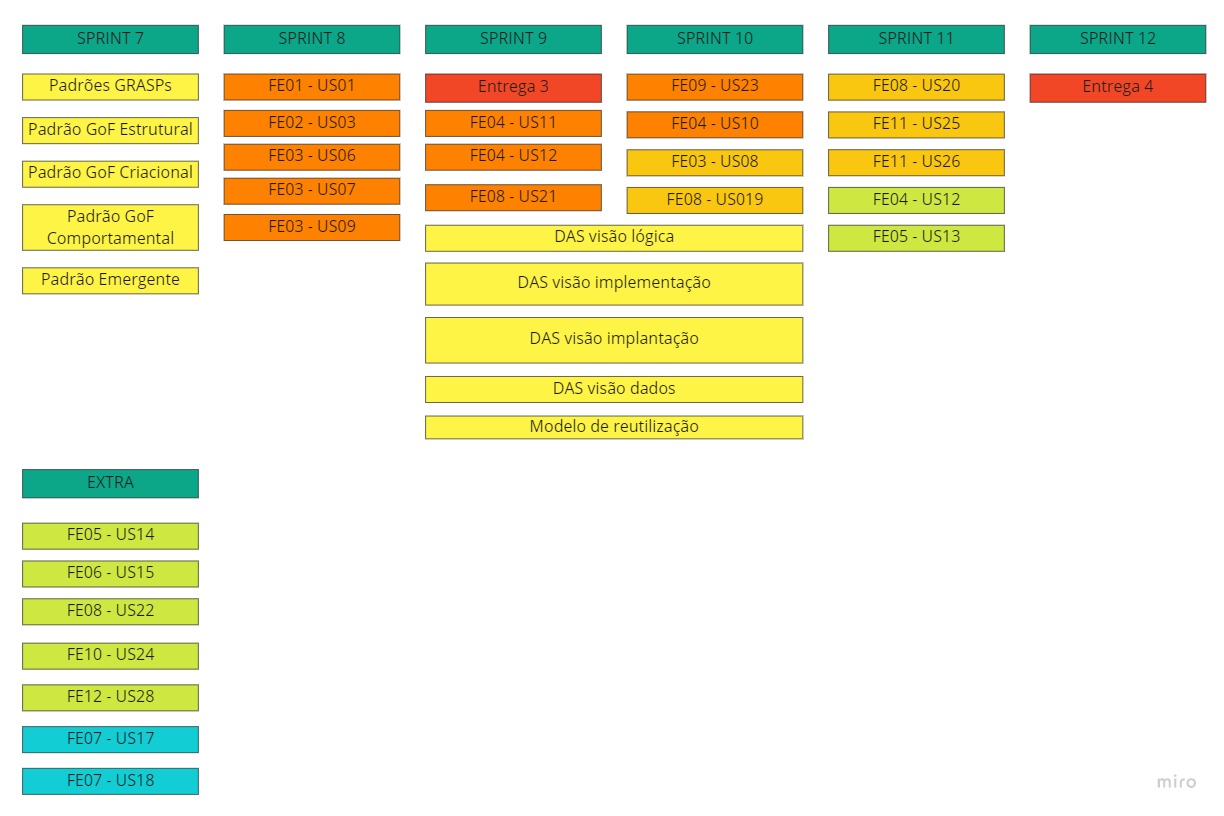 SPRINT 7
Padrões GRASPs
Padrão GoF Estrutural
Padrão GoF Criacional
Padrão GoF
Comportamental
Padrão Emergente
SPRINT 8
FE01 - US01
FE02 - US03
FE03 - US06
FE03 - US07
FE03 - US09
SPRINT 9
Entrega 3
FE04 - US11
FE04 - US12
FE08 - US21
SPRINT 10
FE09 - US23
FE04 - US10
FE03 - US08
FE08 - US019
DAS visão lógica
DAS visão implementação
DAS visão implantação
DAS visão dados
Modelo de reutilização
SPRINT 11
FE08 - US20
FE11 - US25
FE11 - US26
FE04 - US12
FE05 - US13
SPRINT 12
Entrega 4
EXTRA
FE05 - US14
FE06 - US15
FE08 - US22
FE10 - US24
FE12 - US28
FE07 - US17
FE07 - US18
miro